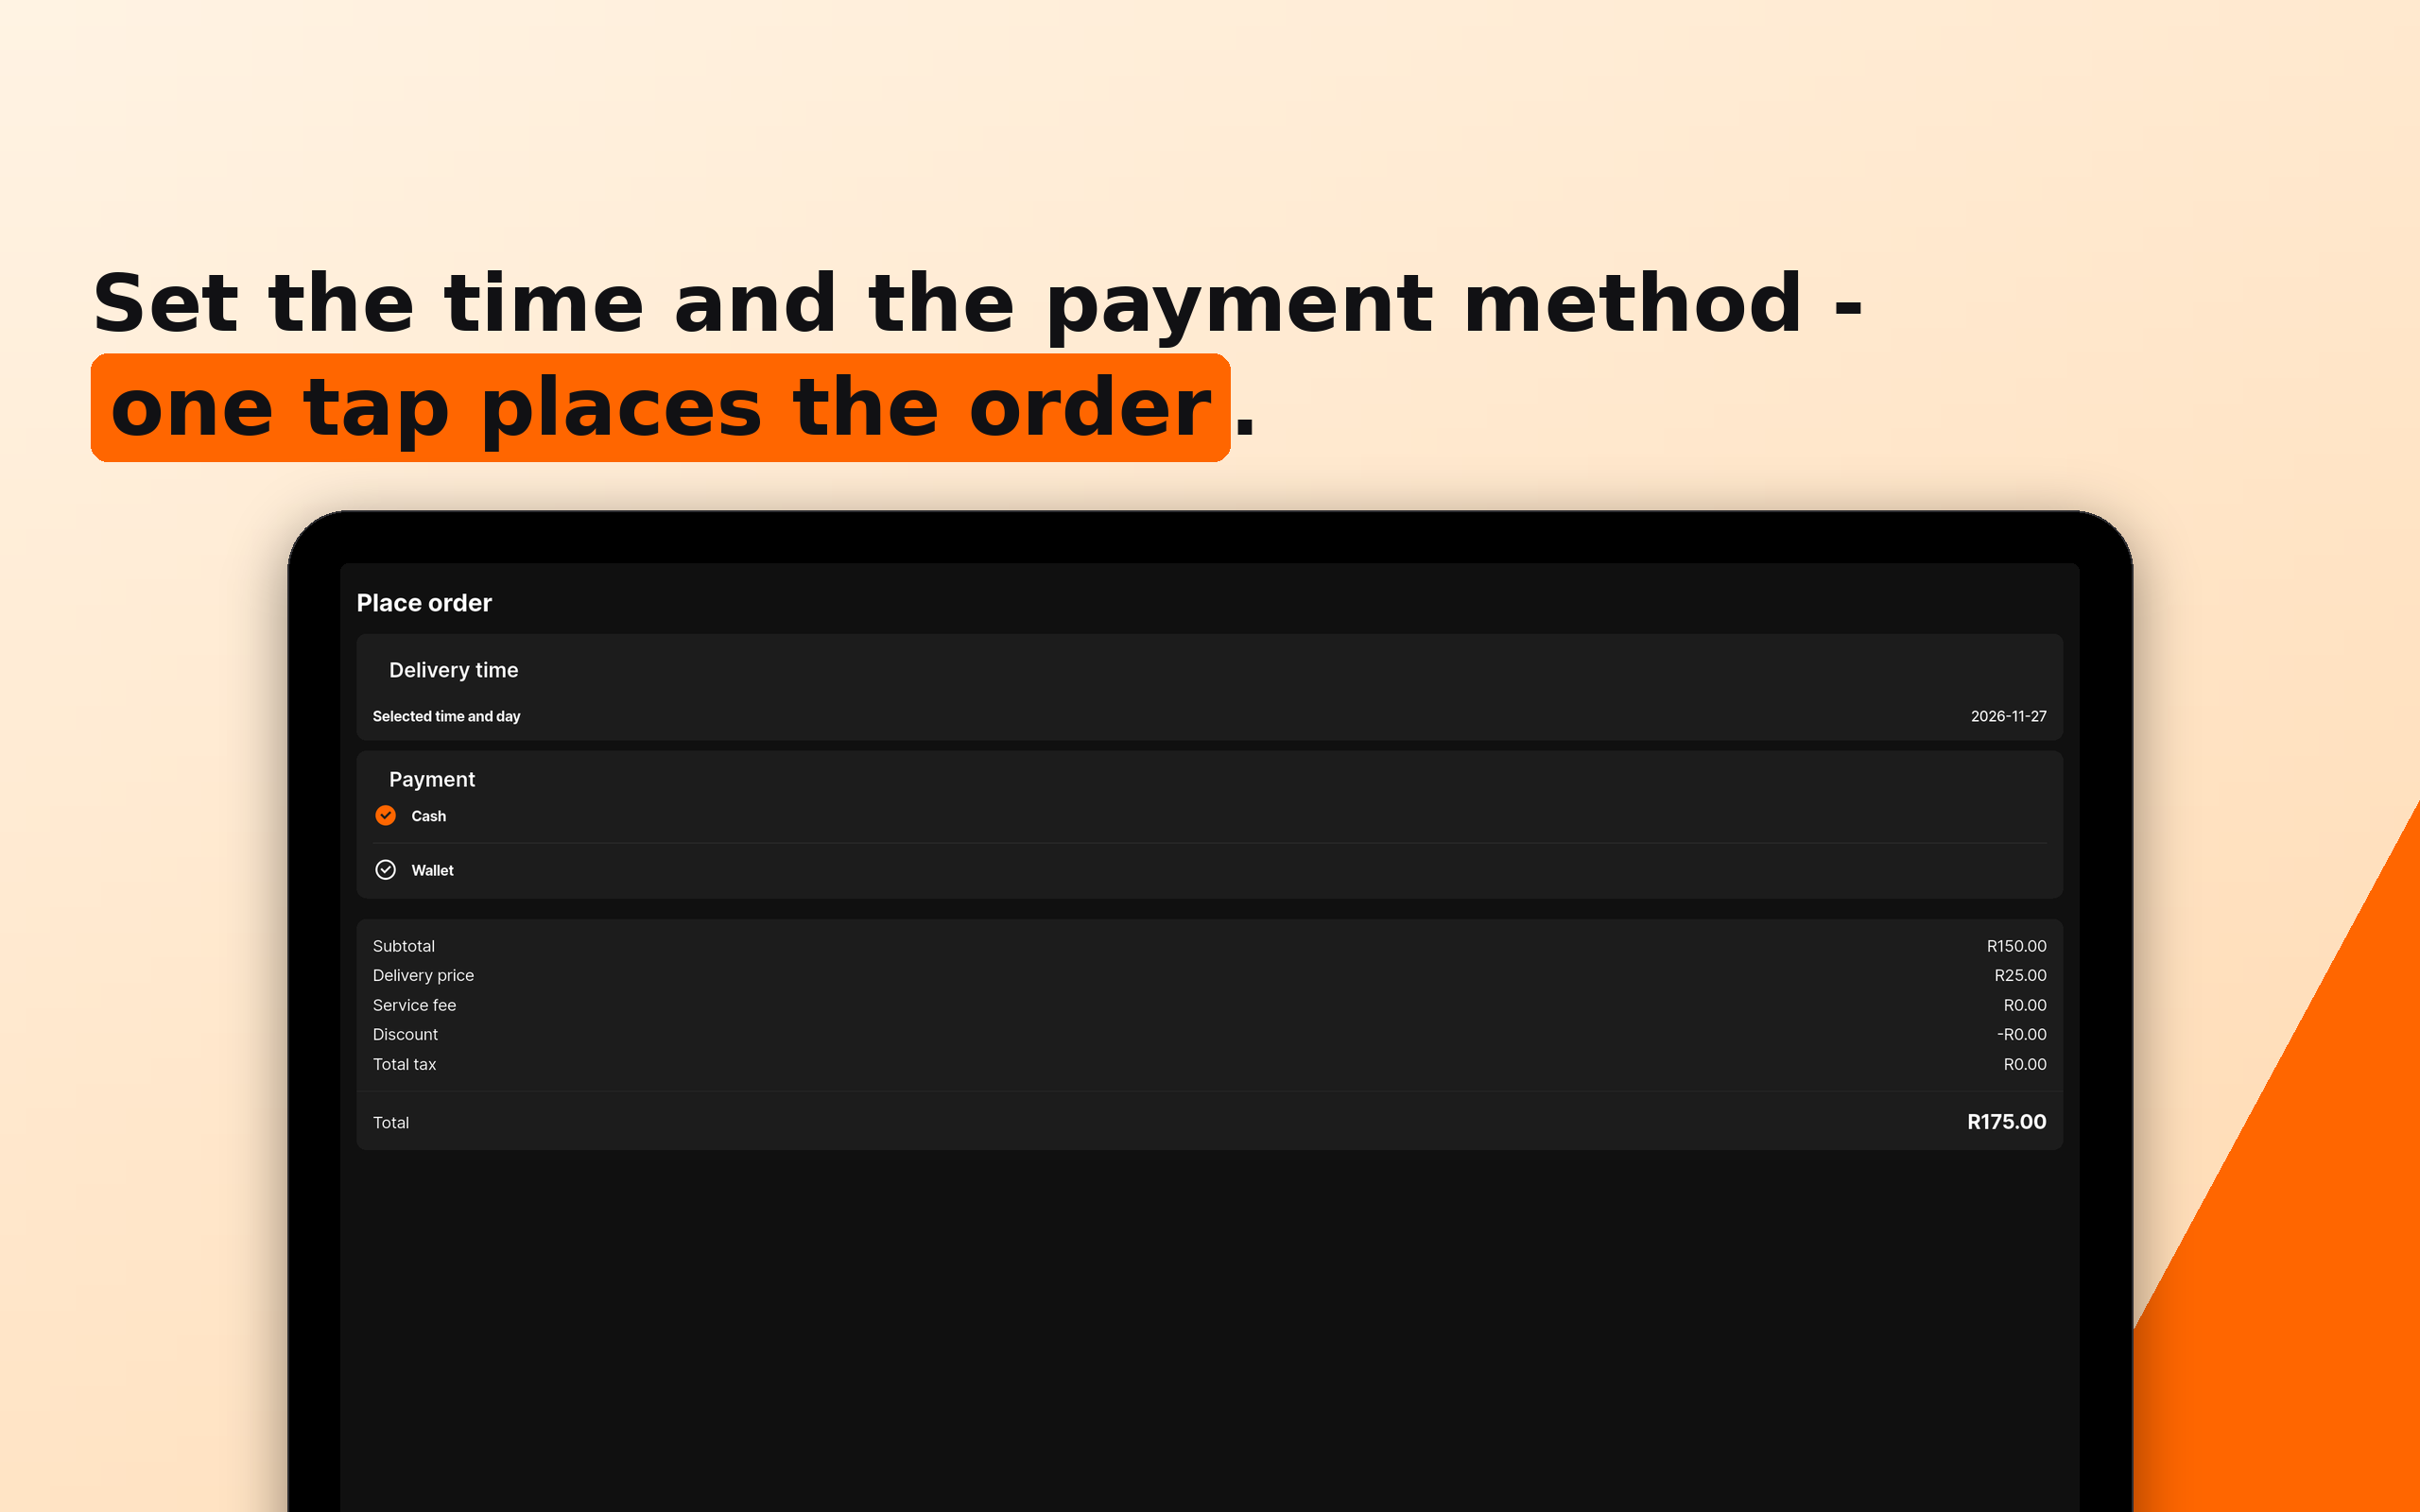 Set the time and the payment method -
one tap places the order.
Place order
Delivery time
Selected time and day 2026-11-27
Payment
Cash
Wallet
Subtotal R150.00
Delivery price R25.00
Service fee R0.00
Discount -R0.00
Total tax R0.00
Total R175.00